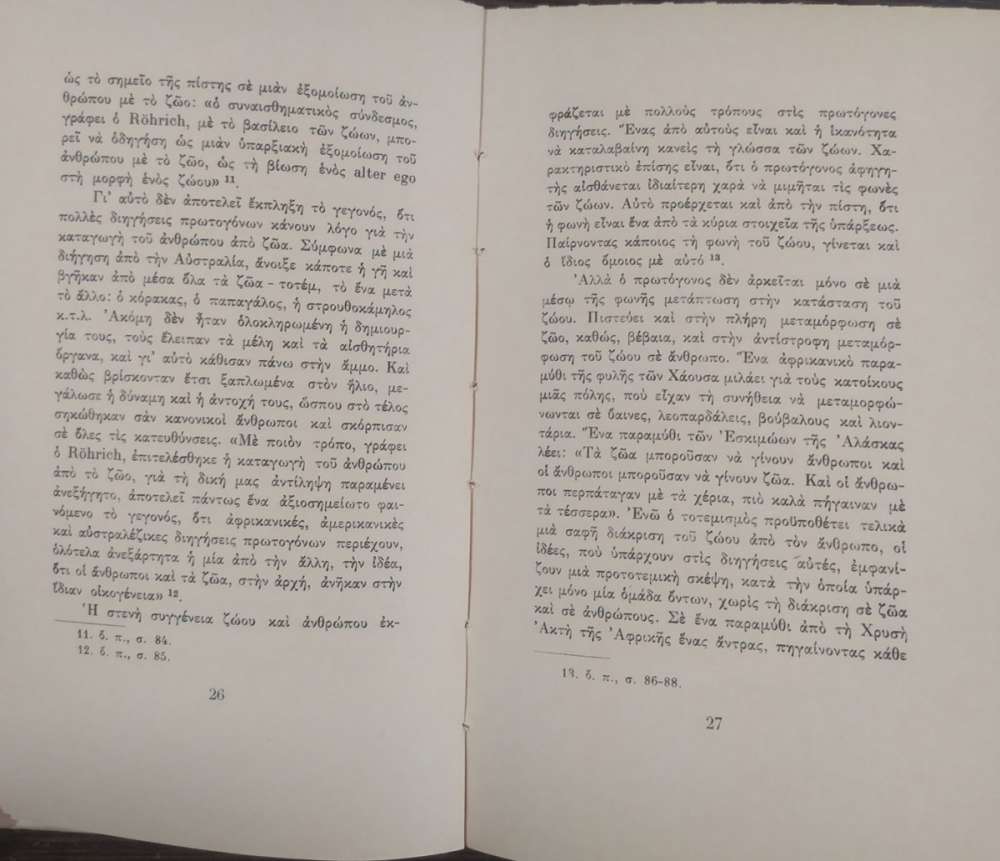 ὡς τὸ σημεῖο τῆς πίστης σὲ μιὰν ἐξομοίωση τοῦ ἀν-
θρώπου μὲ τὸ ζῶο: «ὁ συναισθηματικὸς σύνδεσμος,
γράφει ὁ Röhrich, μὲ τὸ βασίλειο τῶν ζώων, μπο-
ρεῖ νὰ ὁδηγήση ὡς μιὰν ὑπαρξιακὴ ἐξομοίωση τοῦ
ἀνθρώπου μὲ τὸ ζῶο, ὡς τὴ βίωση ἑνὸς alter ego
στὴ μορφὴ ἑνὸς ζώου» 11.
Γι' αὐτὸ δὲν ἀποτελεῖ ἔκπληξη τὸ γεγονός, ὅτι
πολλὲς διηγήσεις πρωτογόνων κάνουν λόγο γιὰ τὴν
καταγωγὴ τοῦ ἀνθρώπου ἀπὸ ζῶα. Σύμφωνα μὲ μιὰ
διήγηση ἀπὸ τὴν Αὐστραλία, ἄνοιξε κάποτε ἡ γῆ καὶ
βγῆκαν ἀπὸ μέσα ὅλα τὰ ζῶα - τοτέμ, τὸ ἕνα μετὰ
τὸ ἄλλο: ὁ κόρακας, ὁ παπαγάλος, ἡ στρουθοκάμηλος
κ.τ.λ. Ἀκόμη δὲν ἦταν ὁλοκληρωμένη ἡ δημιουρ-
γία τους, τοὺς ἔλειπαν τὰ μέλη καὶ τὰ αἰσθητήρια
ὄργανα, καὶ γι' αὐτὸ κάθισαν πάνω στὴν ἄμμο. Καὶ
καθὼς βρίσκονταν ἔτσι ξαπλωμένα στὸν ἥλιο, με-
γάλωσε ἡ δύναμη καὶ ἡ ἀντοχή τους, ὥσπου στὸ τέλος
σηκώθηκαν σὰν κανονικοὶ ἄνθρωποι καὶ σκόρπισαν
σὲ ὅλες τὶς κατευθύνσεις. «Μὲ ποιὸν τρόπο, γράφει
ὁ Röhrich, ἐπιτελέσθηκε ἡ καταγωγὴ τοῦ ἀνθρώπου
ἀπὸ τὸ ζῶο, γιὰ τὴ δική μας ἀντίληψη παραμένει
ἀνεξήγητο, ἀποτελεῖ πάντως ἕνα ἀξιοσημείωτο φαι-
νόμενο τὸ γεγονός, ὅτι ἀφρικανικές, ἀμερικανικὲς
καὶ αὐστραλέζικες διηγήσεις πρωτογόνων περιέχουν,
ὁλότελα ἀνεξάρτητα ἡ μία ἀπὸ τὴν ἄλλη, τὴν ἰδέα,
ὅτι οἱ ἄνθρωποι καὶ τὰ ζῶα, στὴν ἀρχή, ἀνῆκαν στὴν
ἴδιαν οἰκογένεια» 12.
Ἡ στενὴ συγγένεια ζώου καὶ ἀνθρώπου ἐκ-
11. ὅ. π., σ. 84.
12. ὅ. π., σ. 85.
26
φράζεται μὲ πολλοὺς τρόπους στὶς πρωτόγονες
διηγήσεις. Ἕνας ἀπὸ αὐτοὺς εἶναι καὶ ἡ ἱκανότητα
νὰ καταλαβαίνη κανεὶς τὴ γλώσσα τῶν ζώων. Χα-
ρακτηριστικὸ ἐπίσης εἶναι, ὅτι ὁ πρωτόγονος ἀφηγη-
τὴς αἰσθάνεται ἰδιαίτερη χαρὰ νὰ μιμῆται τὶς φωνὲς
τῶν ζώων. Αὐτὸ προέρχεται καὶ ἀπὸ τὴν πίστη, ὅτι
ἡ φωνὴ εἶναι ἕνα ἀπὸ τὰ κύρια στοιχεῖα τῆς ὑπάρξεως.
Παίρνοντας κάποιος τὴ φωνὴ τοῦ ζώου, γίνεται καὶ
ὁ ἴδιος ὅμοιος μὲ αὐτό 13.
Ἀλλὰ ὁ πρωτόγονος δὲν ἀρκεῖται μόνο σὲ μιὰ
μέσῳ τῆς φωνῆς μετάπτωση στὴν κατάσταση τοῦ
ζώου. Πιστεύει καὶ στὴν πλήρη μεταμόρφωση σὲ
ζῶο, καθώς, βέβαια, καὶ στὴν ἀντίστροφη μεταμόρ-
φωση τοῦ ζώου σὲ ἄνθρωπο. Ἕνα ἀφρικανικὸ παρα-
μύθι τῆς φυλῆς τῶν Χάουσα μιλάει γιὰ τοὺς κατοίκους
μιᾶς πόλης, ποὺ εἶχαν τὴ συνήθεια νὰ μεταμορφώ-
νωνται σὲ ὕαινες, λεοπαρδάλεις, βούβαλους καὶ λιον-
τάρια. Ἕνα παραμύθι τῶν Ἐσκιμώων τῆς Ἀλάσκας
λέει: «Τὰ ζῶα μποροῦσαν νὰ γίνουν ἄνθρωποι καὶ
οἱ ἄνθρωποι μποροῦσαν νὰ γίνουν ζῶα. Καὶ οἱ ἄνθρω-
ποι περπάταγαν μὲ τὰ χέρια, πιὸ καλὰ πήγαιναν μὲ
τὰ τέσσερα». Ἐνῶ ὁ τοτεμισμὸς προϋποθέτει τελικὰ
μιὰ σαφῆ διάκριση τοῦ ζώου ἀπὸ τὸν ἄνθρωπο, οἱ
ἰδέες, ποὺ ὑπάρχουν στὶς διηγήσεις αὐτές, ἐμφανί-
ζουν μιὰ προτοτεμικὴ σκέψη, κατὰ τὴν ὁποία ὑπάρ-
χει μόνο μία ὁμάδα ὄντων, χωρὶς τὴ διάκριση σὲ ζῶα
καὶ σὲ ἀνθρώπους. Σὲ ἕνα παραμύθι ἀπὸ τὴ Χρυσὴ
Ἀκτὴ τῆς Ἀφρικῆς ἕνας ἄντρας, πηγαίνοντας κάθε
13. ὅ. π., σ. 86-88.
27